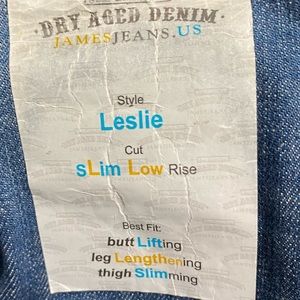 · DRY AGED DENIM ·
JAMESJEANS.US
Style
Leslie
Cut
sLim Low Rise
Best Fit:
butt Lifting
leg Lengthening
thigh Slimming